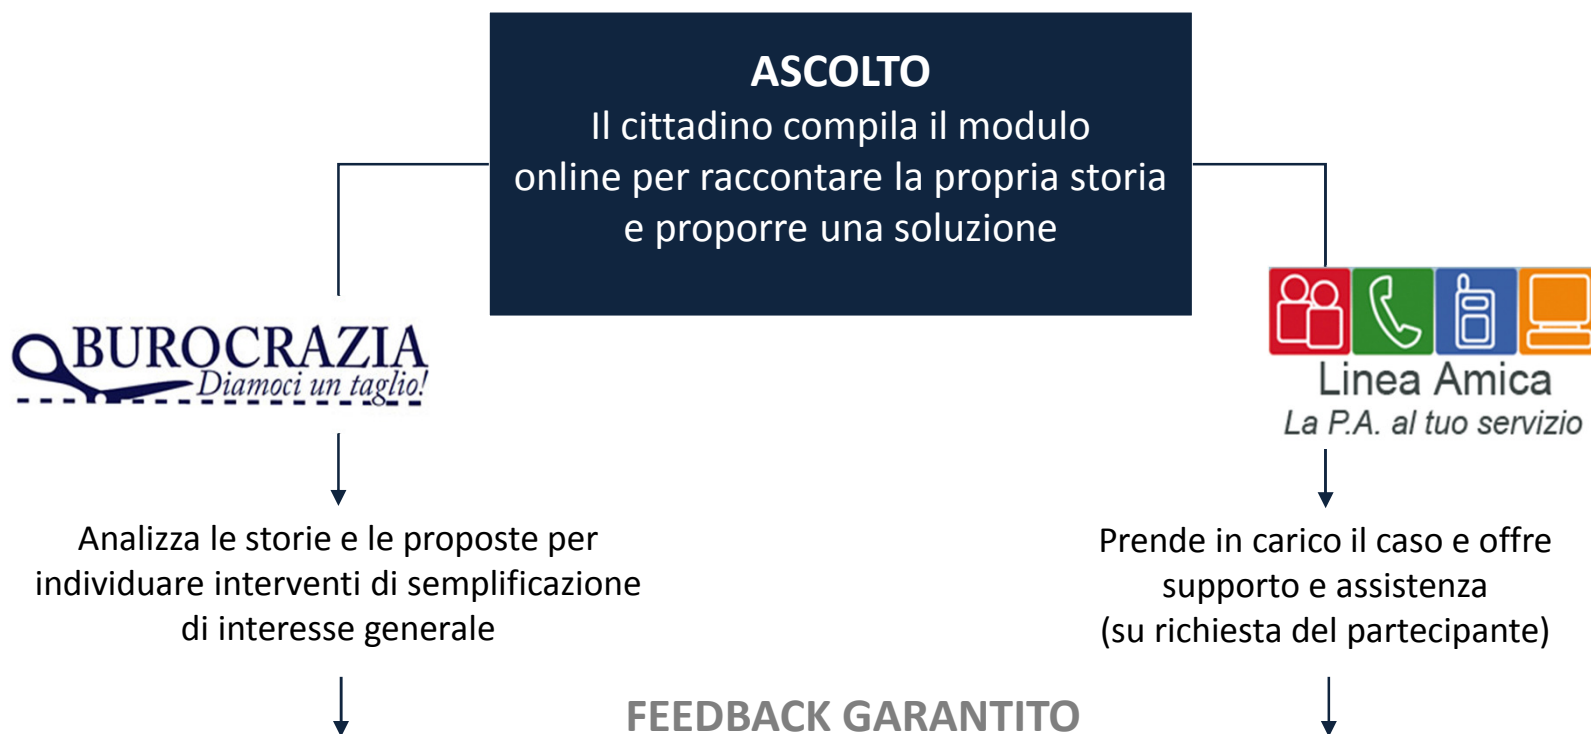 ASCOLTO
Il cittadino compila il modulo
online per raccontare la propria storia
e proporre una soluzione
BUROCRAZIA
Diamoci un taglio!
Linea Amica
La P.A. al tuo servizio
Analizza le storie e le proposte per
individuare interventi di semplificazione
di interesse generale
Prende in carico il caso e offre
supporto e assistenza
(su richiesta del partecipante)
FEEDBACK GARANTITO